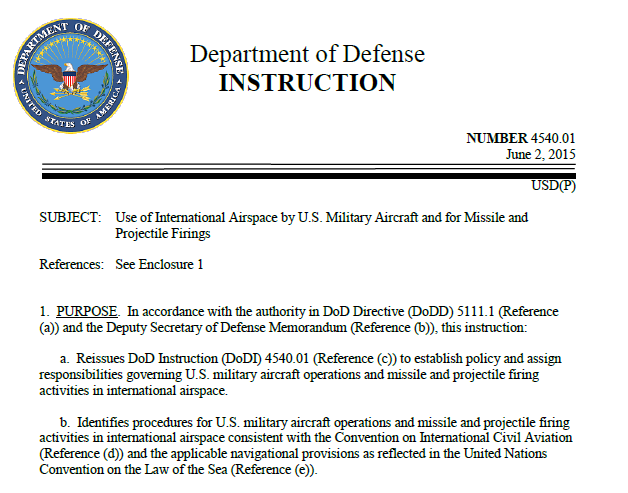 DEPARTMENT OF DEFENSE
UNITED STATES OF AMERICA
Department of Defense
INSTRUCTION
NUMBER 4540.01
June 2, 2015
USD(P)
SUBJECT: Use of International Airspace by U.S. Military Aircraft and for Missile and
Projectile Firings
References: See Enclosure 1
1. PURPOSE. In accordance with the authority in DoD Directive (DoDD) 5111.1 (Reference
(a)) and the Deputy Secretary of Defense Memorandum (Reference (b)), this instruction:
a. Reissues DoD Instruction (DoDI) 4540.01 (Reference (c)) to establish policy and assign
responsibilities governing U.S. military aircraft operations and missile and projectile firing
activities in international airspace.
b. Identifies procedures for U.S. military aircraft operations and missile and projectile firing
activities in international airspace consistent with the Convention on International Civil Aviation
(Reference (d)) and the applicable navigational provisions as reflected in the United Nations
Convention on the Law of the Sea (Reference (e)).